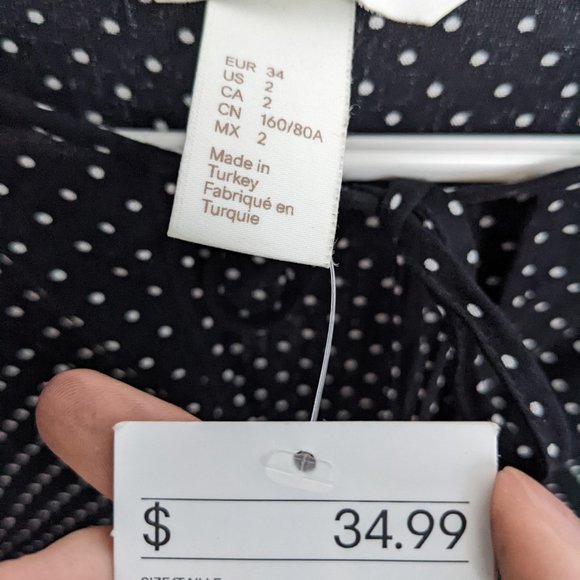 EUR 34
US 2
CA 2
CN 160/80A
MX 2
Made in
Turkey
Fabriqué en
Turquie
$ 34.99